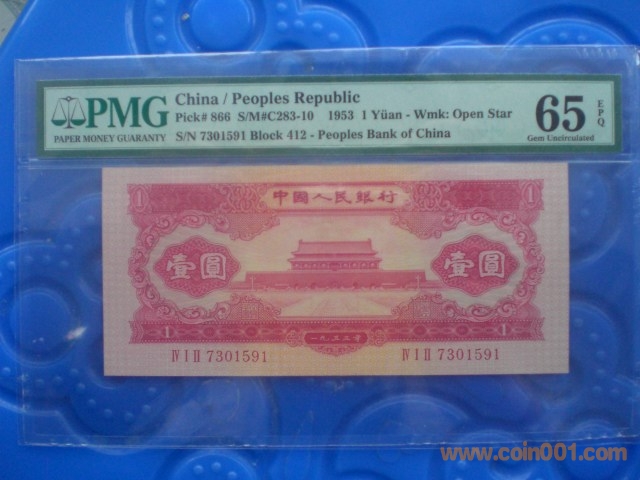 PMG
PAPER MONEY GUARANTY
China / Peoples Republic
Pick# 866 S/M#C283-10 1953 1 Yüan - Wmk: Open Star
S/N 7301591 Block 412 - Peoples Bank of China
65 EPQ
Gem Uncirculated
1 中國人民銀行 1
壹圓 壹圓
1 一九五三年 1
IV I II 7301591 IV I II 7301591
www.coin001.com